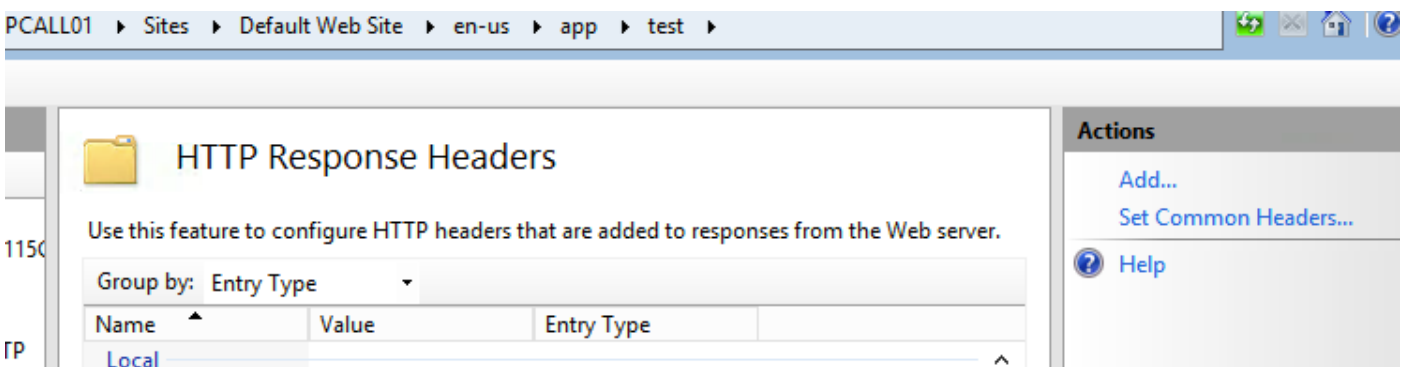 PCALL01 ▸ Sites ▸ Default Web Site ▸ en-us ▸ app ▸ test ▸
HTTP Response Headers
Use this feature to configure HTTP headers that are added to responses from the Web server.
Group by: Entry Type
Name Value Entry Type
Local
Actions
Add...
Set Common Headers...
Help